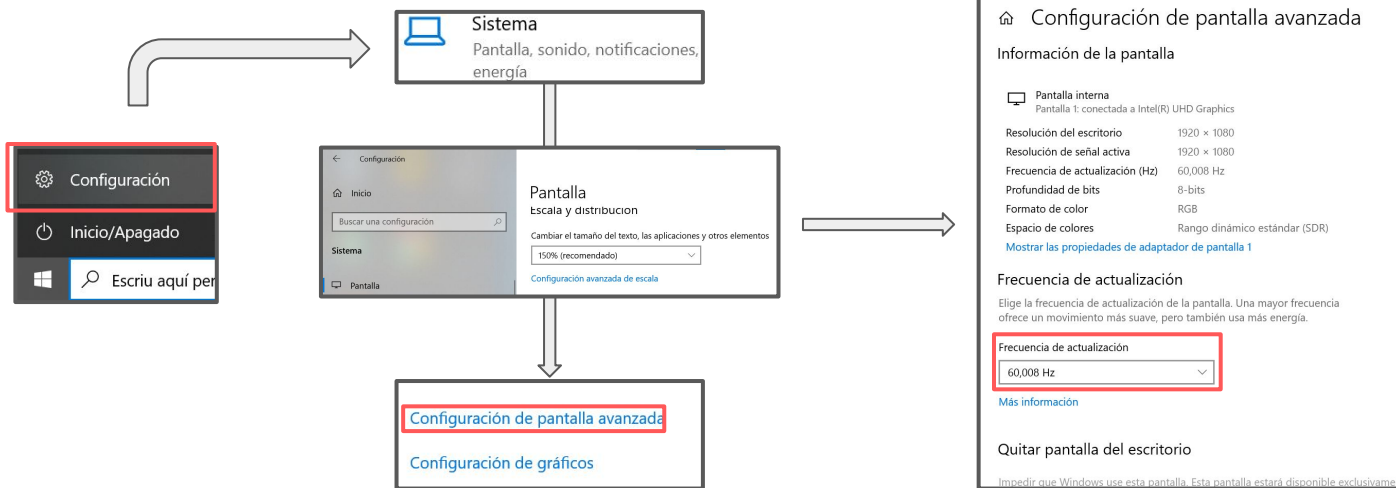 Configuración
Inicio/Apagado
Escriu aquí per
Sistema
Pantalla, sonido, notificaciones,
energía
Configuración
Inicio
Buscar una configuración
Sistema
Pantalla
Pantalla
Escala y distribución
Cambiar el tamaño del texto, las aplicaciones y otros elementos
150% (recomendado)
Configuración avanzada de escala
Configuración de pantalla avanzada
Configuración de gráficos
Configuración de pantalla avanzada
Información de la pantalla
Pantalla interna
Pantalla 1: conectada a Intel(R) UHD Graphics
Resolución del escritorio 1920 × 1080
Resolución de señal activa 1920 × 1080
Frecuencia de actualización (Hz) 60,008 Hz
Profundidad de bits 8-bits
Formato de color RGB
Espacio de colores Rango dinámico estándar (SDR)
Mostrar las propiedades de adaptador de pantalla 1
Frecuencia de actualización
Elige la frecuencia de actualización de la pantalla. Una mayor frecuencia
ofrece un movimiento más suave, pero también usa más energía.
Frecuencia de actualización
60,008 Hz
Más información
Quitar pantalla del escritorio
Impedir que Windows use esta pantalla. Esta pantalla estará disponible exclusivame